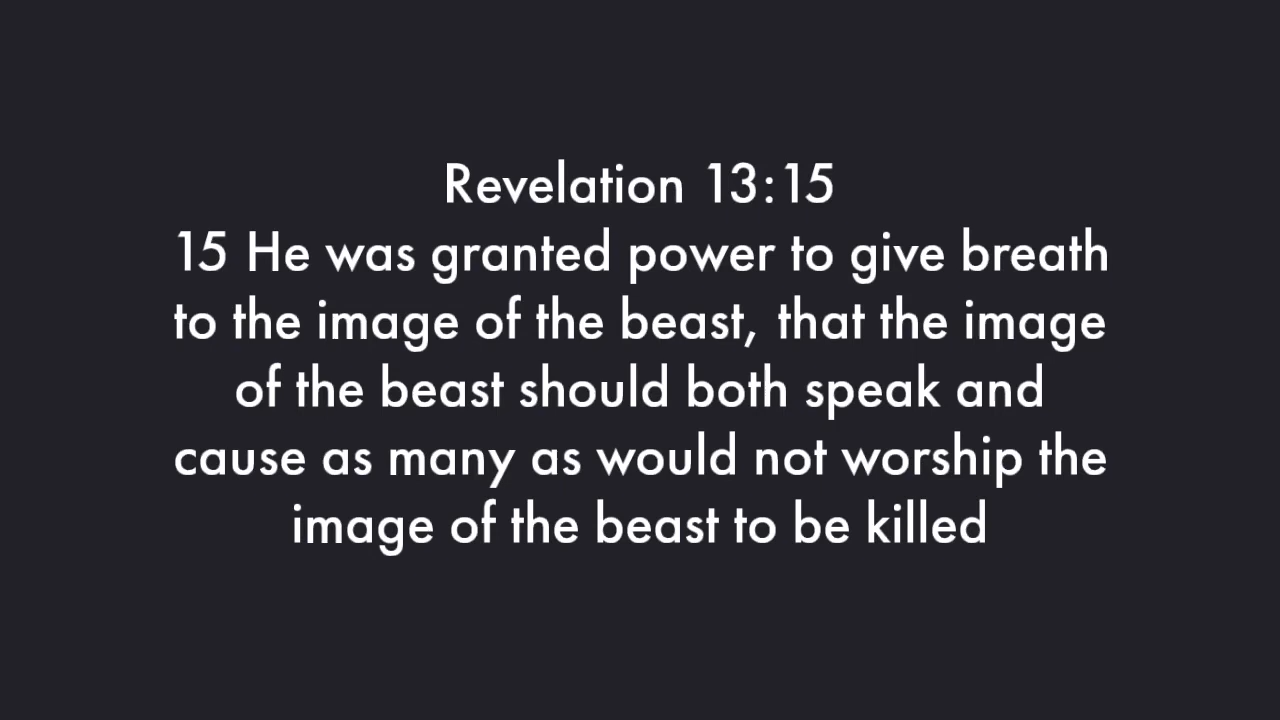 Revelation 13:15
15 He was granted power to give breath
to the image of the beast, that the image
of the beast should both speak and
cause as many as would not worship the
image of the beast to be killed